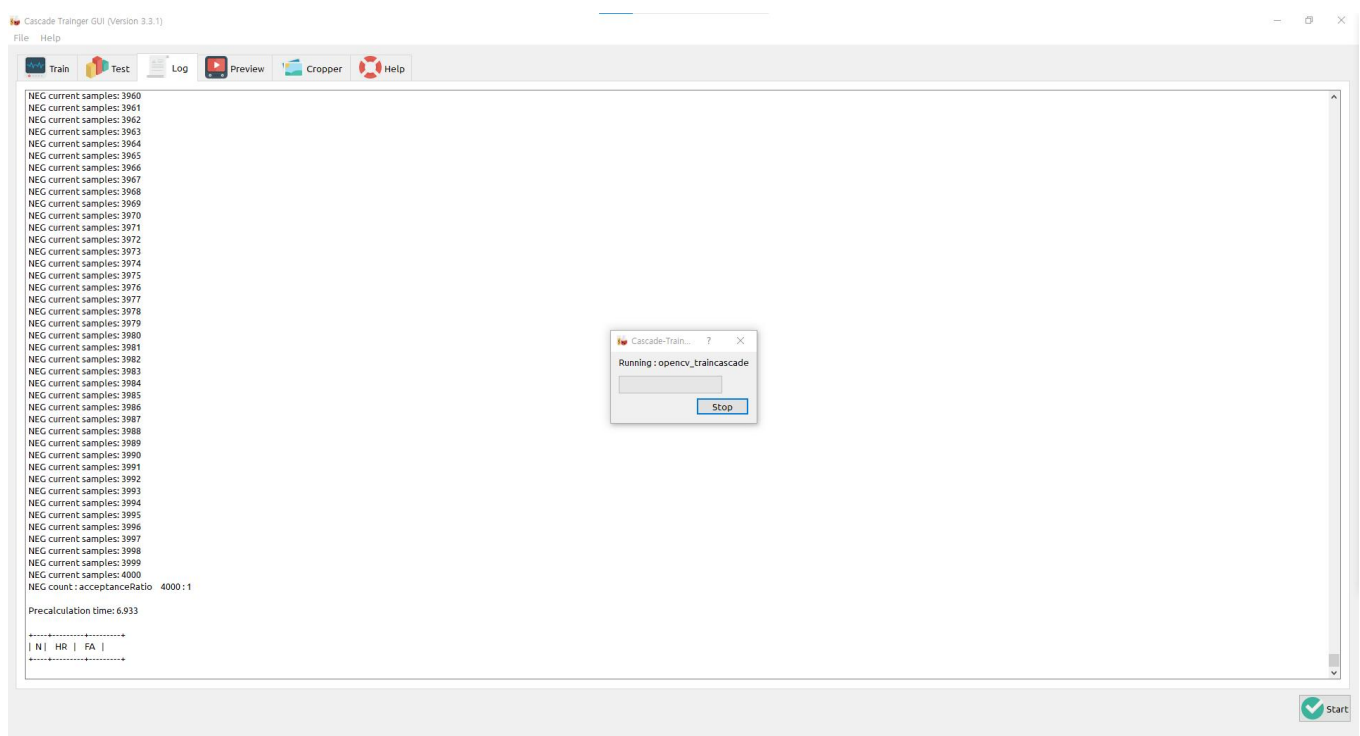 Cascade Trainger GUI (Version 3.3.1)
File Help
Train Test Log Preview Cropper Help
NEG current samples: 3960
NEG current samples: 3961
NEG current samples: 3962
NEG current samples: 3963
NEG current samples: 3964
NEG current samples: 3965
NEG current samples: 3966
NEG current samples: 3967
NEG current samples: 3968
NEG current samples: 3969
NEG current samples: 3970
NEG current samples: 3971
NEG current samples: 3972
NEG current samples: 3973
NEG current samples: 3974
NEG current samples: 3975
NEG current samples: 3976
NEG current samples: 3977
NEG current samples: 3978
NEG current samples: 3979
NEG current samples: 3980
NEG current samples: 3981
NEG current samples: 3982
NEG current samples: 3983
NEG current samples: 3984
NEG current samples: 3985
NEG current samples: 3986
NEG current samples: 3987
NEG current samples: 3988
NEG current samples: 3989
NEG current samples: 3990
NEG current samples: 3991
NEG current samples: 3992
NEG current samples: 3993
NEG current samples: 3994
NEG current samples: 3995
NEG current samples: 3996
NEG current samples: 3997
NEG current samples: 3998
NEG current samples: 3999
NEG current samples: 4000
NEG count : acceptanceRatio 4000 : 1
Precalculation time: 6.933
+----+---------+---------+
| N | HR | FA |
+----+---------+---------+
Cascade-Train... ?
Running : opencv_traincascade
Stop
Start